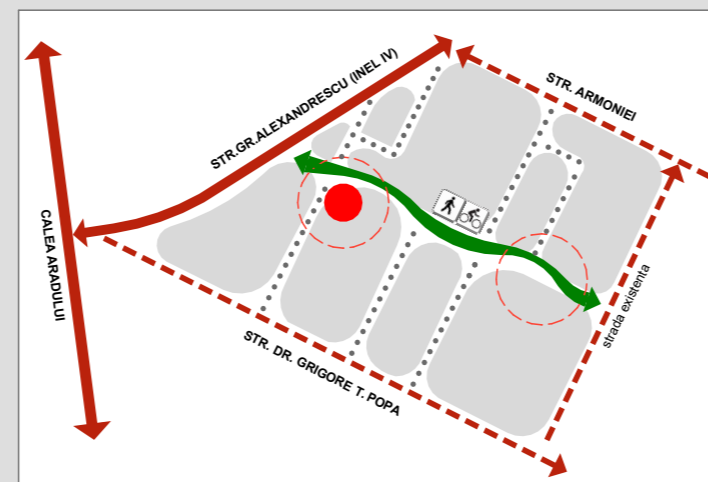 STR.GR.ALEXANDRESCU (INEL IV)
STR. ARMONIEI
CALEA ARADULUI
strada existenta
STR. DR. GRIGORE T. POPA